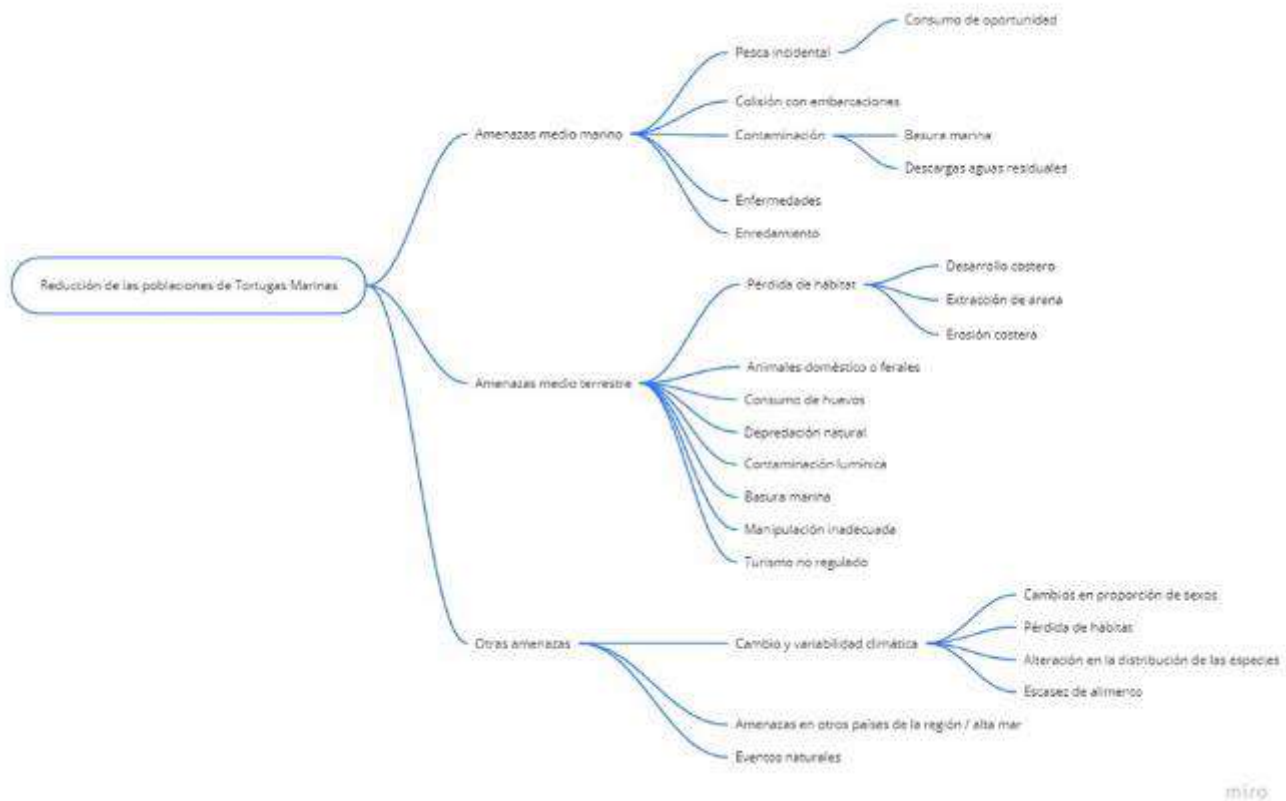 Consumo de oportunidad
Pesca incidental
Colisión con embarcaciones
Amenazas medio marino
Contaminación
Basura marina
Descargas aguas residuales
Enfermedades
Enredamiento
Reducción de las poblaciones de Tortugas Marinas
Pérdida de hábitat
Desarrollo costero
Extracción de arena
Erosión costera
Amenazas medio terrestre
Animales doméstico o ferales
Consumo de huevos
Depredación natural
Contaminación lumínica
Basura marina
Manipulación inadecuada
Turismo no regulado
Otras amenazas
Cambio y variabilidad climática
Cambios en proporción de sexos
Pérdida de hábitat
Alteración en la distribución de las especies
Escasez de alimento
Amenazas en otros países de la región / alta mar
Eventos naturales
miro